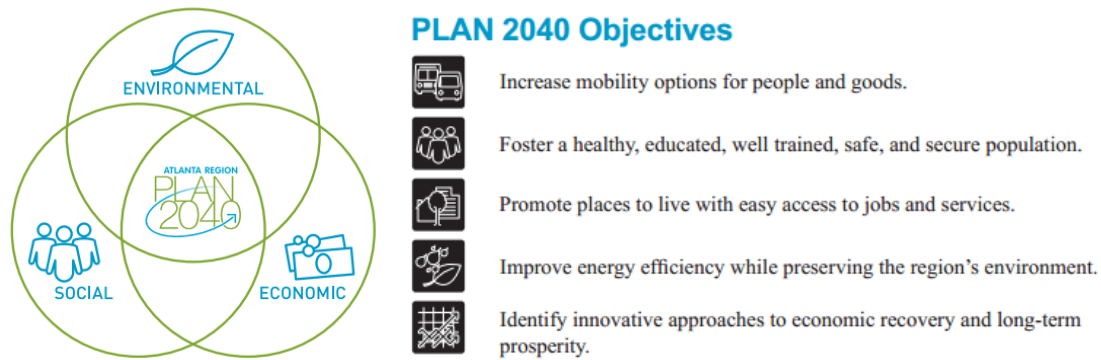 ENVIRONMENTAL
ATLANTA REGION
PLAN
2040
SOCIAL
ECONOMIC
PLAN 2040 Objectives
Increase mobility options for people and goods.
Foster a healthy, educated, well trained, safe, and secure population.
Promote places to live with easy access to jobs and services.
Improve energy efficiency while preserving the region's environment.
Identify innovative approaches to economic recovery and long-term
prosperity.